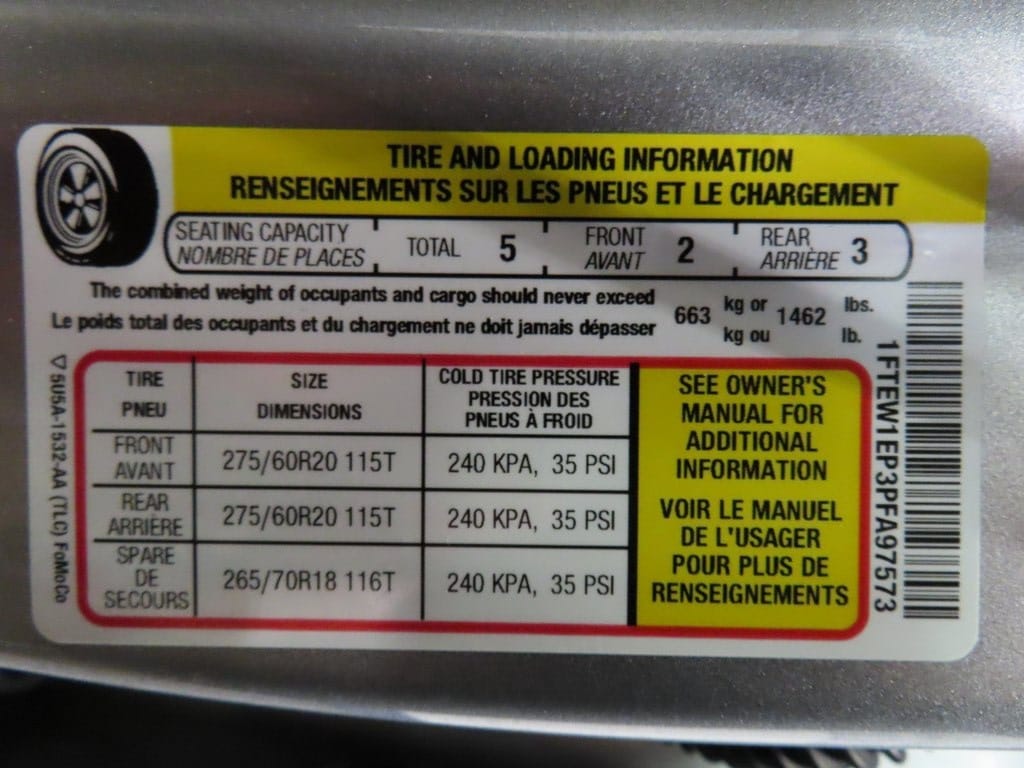 TIRE AND LOADING INFORMATION
RENSEIGNEMENTS SUR LES PNEUS ET LE CHARGEMENT
SEATING CAPACITY TOTAL 5 FRONT 2 REAR 3
NOMBRE DE PLACES AVANT ARRIÈRE
The combined weight of occupants and cargo should never exceed 663 kg or 1462 lbs.
Le poids total des occupants et du chargement ne doit jamais dépasser kg ou lb.
TIRE SIZE COLD TIRE PRESSURE
PNEU DIMENSIONS PRESSION DES
PNEUS À FROID
FRONT
AVANT 275/60R20 115T 240 KPA, 35 PSI
REAR
ARRIÈRE 275/60R20 115T 240 KPA, 35 PSI
SPARE
DE 265/70R18 116T 240 KPA, 35 PSI
SECOURS
SEE OWNER'S
MANUAL FOR
ADDITIONAL
INFORMATION
VOIR LE MANUEL
DE L'USAGER
POUR PLUS DE
RENSEIGNEMENTS
1FTEW1EP3PFA97573
5U5A-1532-AA (TLC) FoMoCo